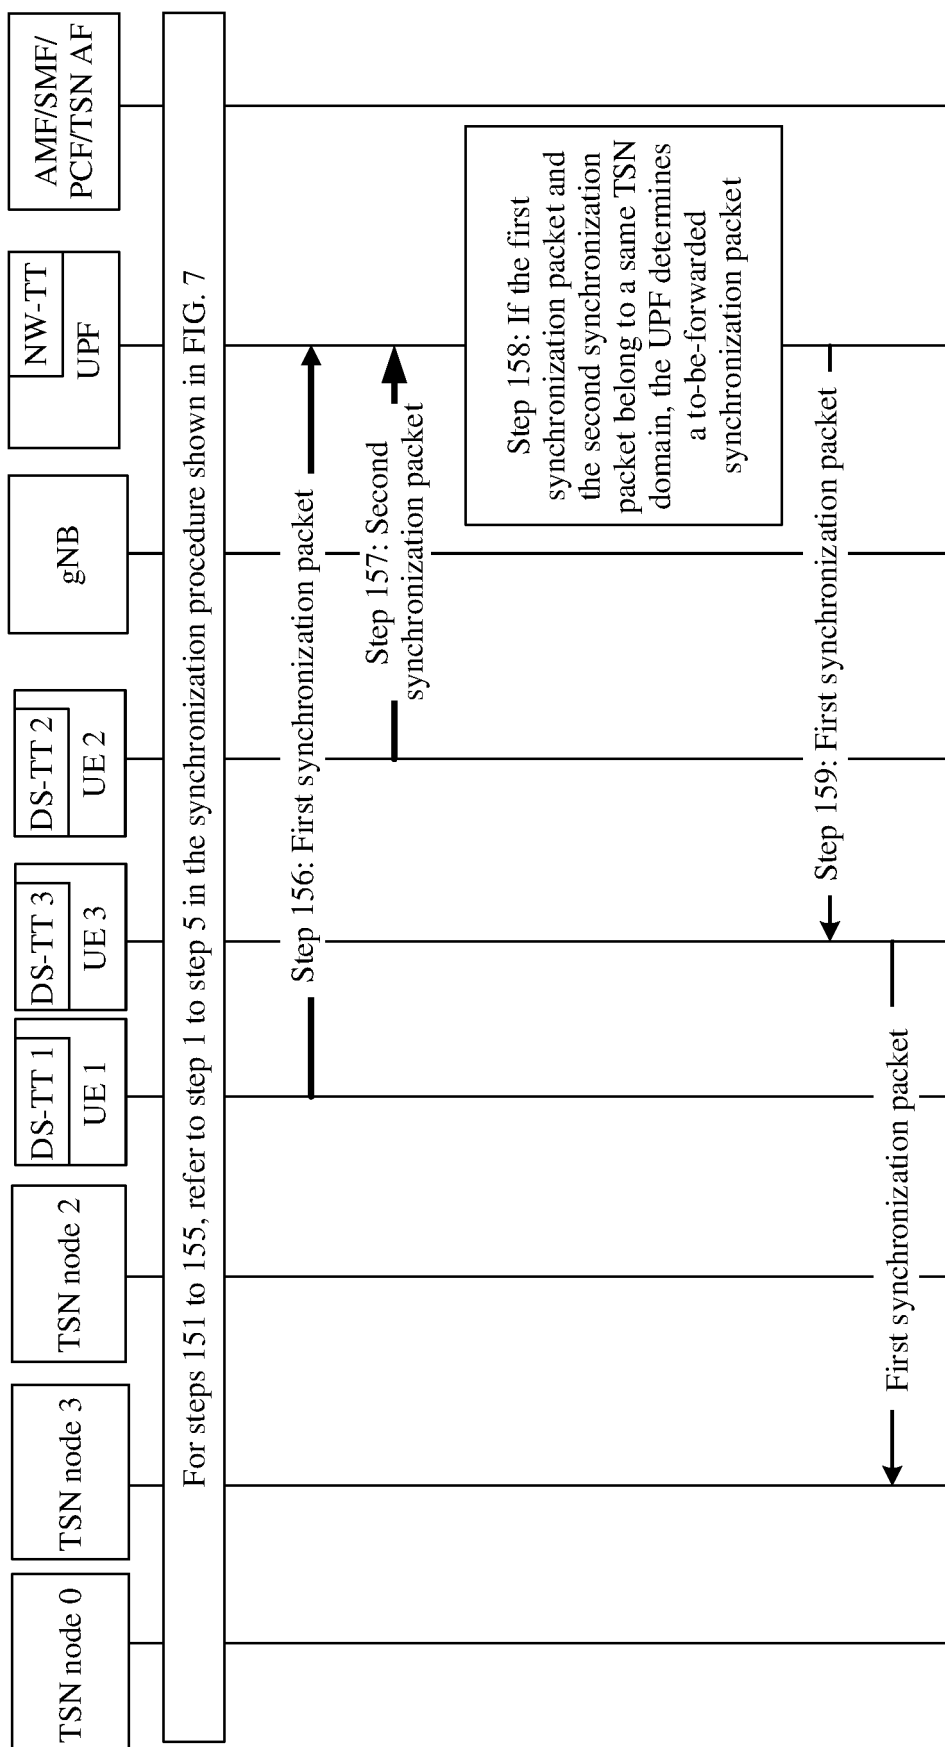 TSN node 0
TSN node 3
TSN node 2
DS-TT 1
UE 1
DS-TT 3
UE 3
DS-TT 2
UE 2
gNB
NW-TT
UPF
AMF/SMF/
PCF/TSN AF
For steps 151 to 155, refer to step 1 to step 5 in the synchronization procedure shown in FIG. 7
Step 156: First synchronization packet
Step 157: Second
synchronization packet
Step 158: If the first
synchronization packet and
the second synchronization
packet belong to a same TSN
domain, the UPF determines
a to-be-forwarded
synchronization packet
Step 159: First synchronization packet
First synchronization packet